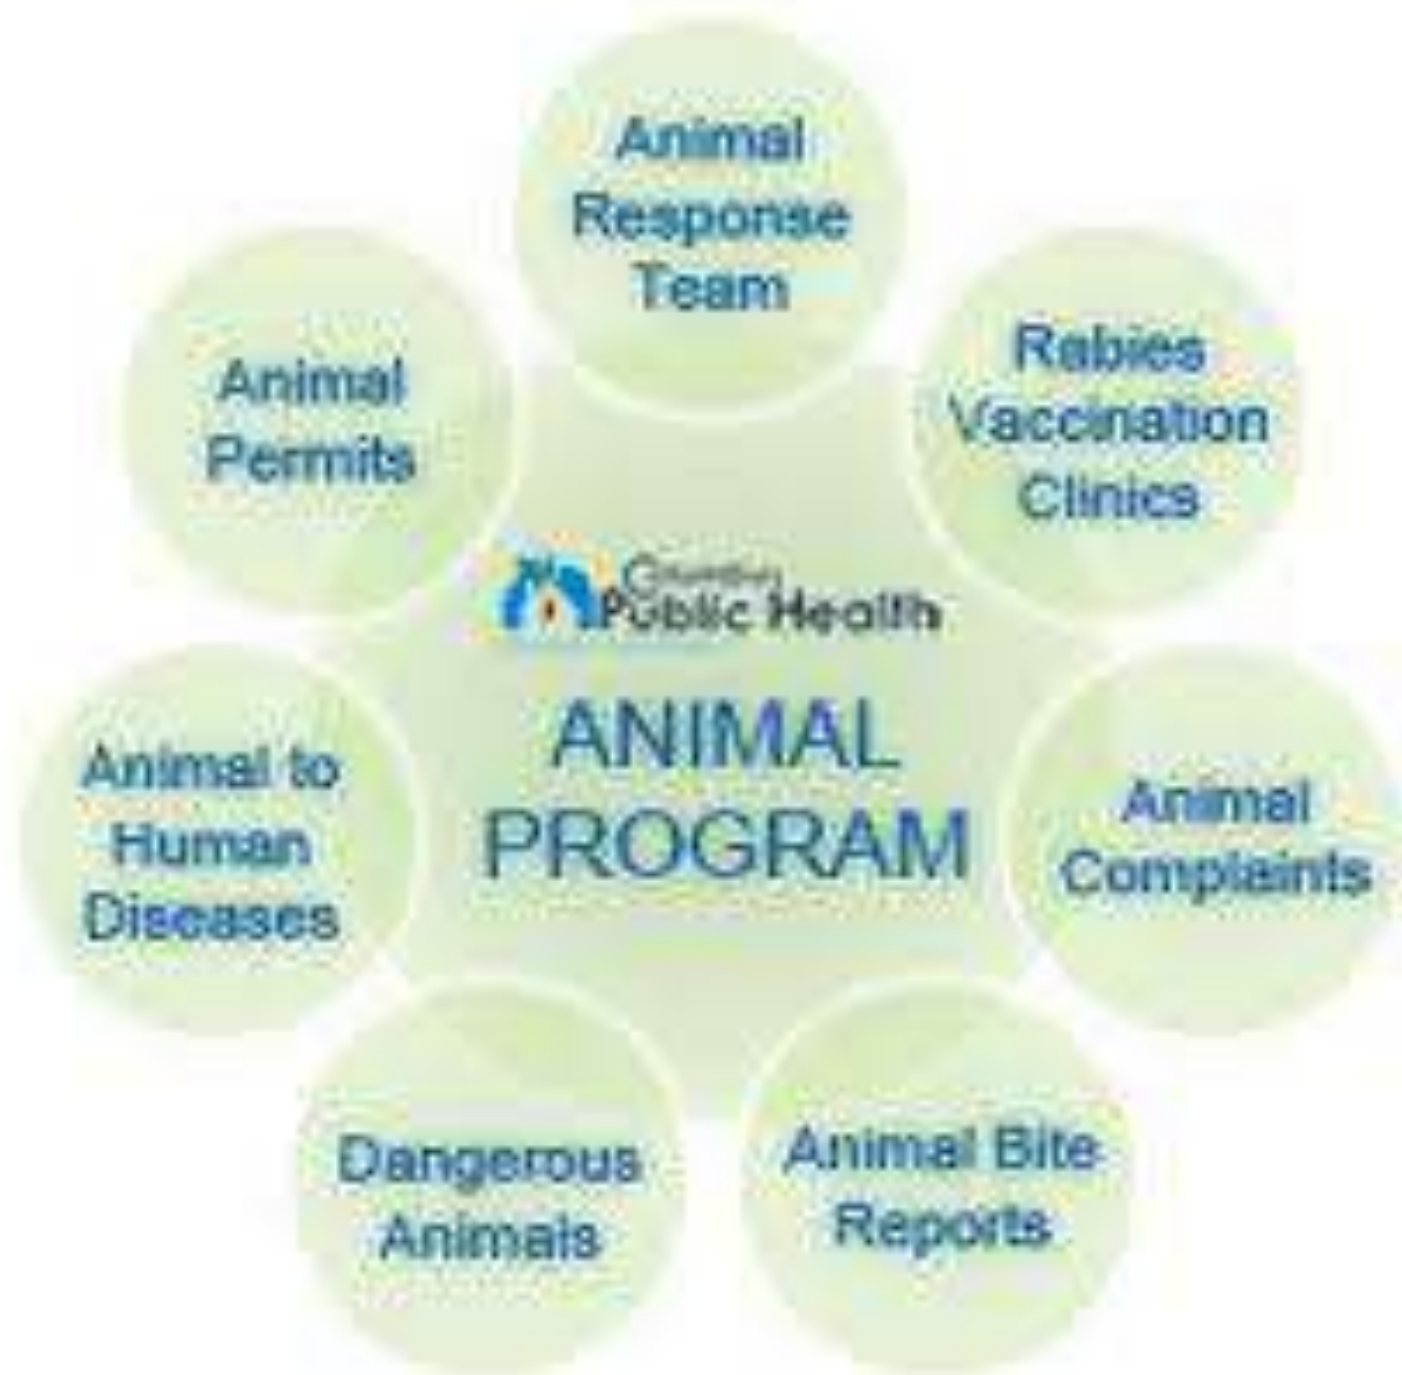 Animal
Response
Team
Rabies
Vaccination
Clinics
Animal
Complaints
Animal Bite
Reports
Dangerous
Animals
Animal to
Human
Diseases
Animal
Permits
Public Health
ANIMAL
PROGRAM